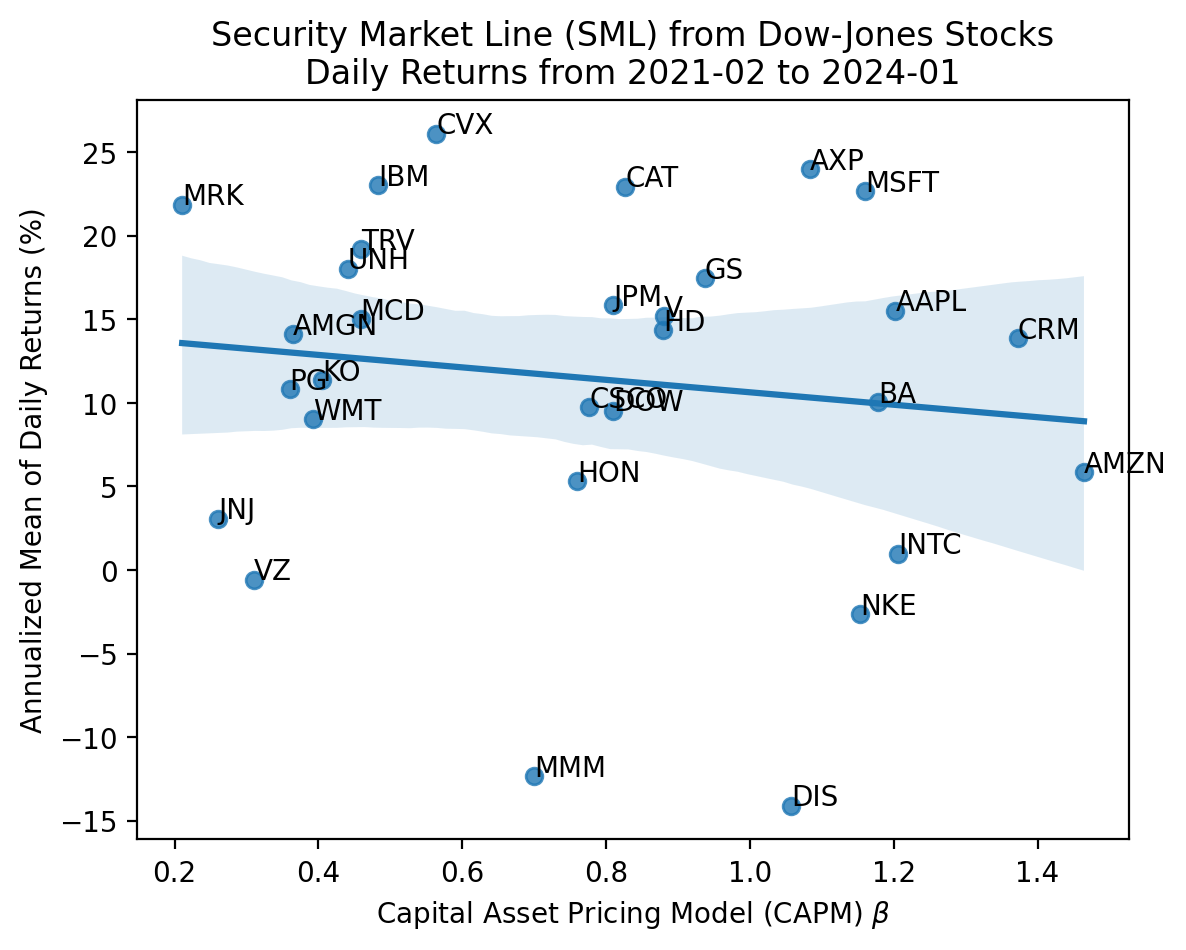 Security Market Line (SML) from Dow-Jones Stocks
Daily Returns from 2021-02 to 2024-01
Annualized Mean of Daily Returns (%)
25
20
15
10
5
0
−5
−10
−15
CVX
AXP
IBM
CAT
MSFT
MRK
TRV
UNH
GS
JPM
AAPL
V
MCD
HD
AMGN
CRM
KO
PG
CSCO
DOW
BA
WMT
AMZN
HON
JNJ
INTC
VZ
NKE
MMM
DIS
0.2 0.4 0.6 0.8 1.0 1.2 1.4
Capital Asset Pricing Model (CAPM) β